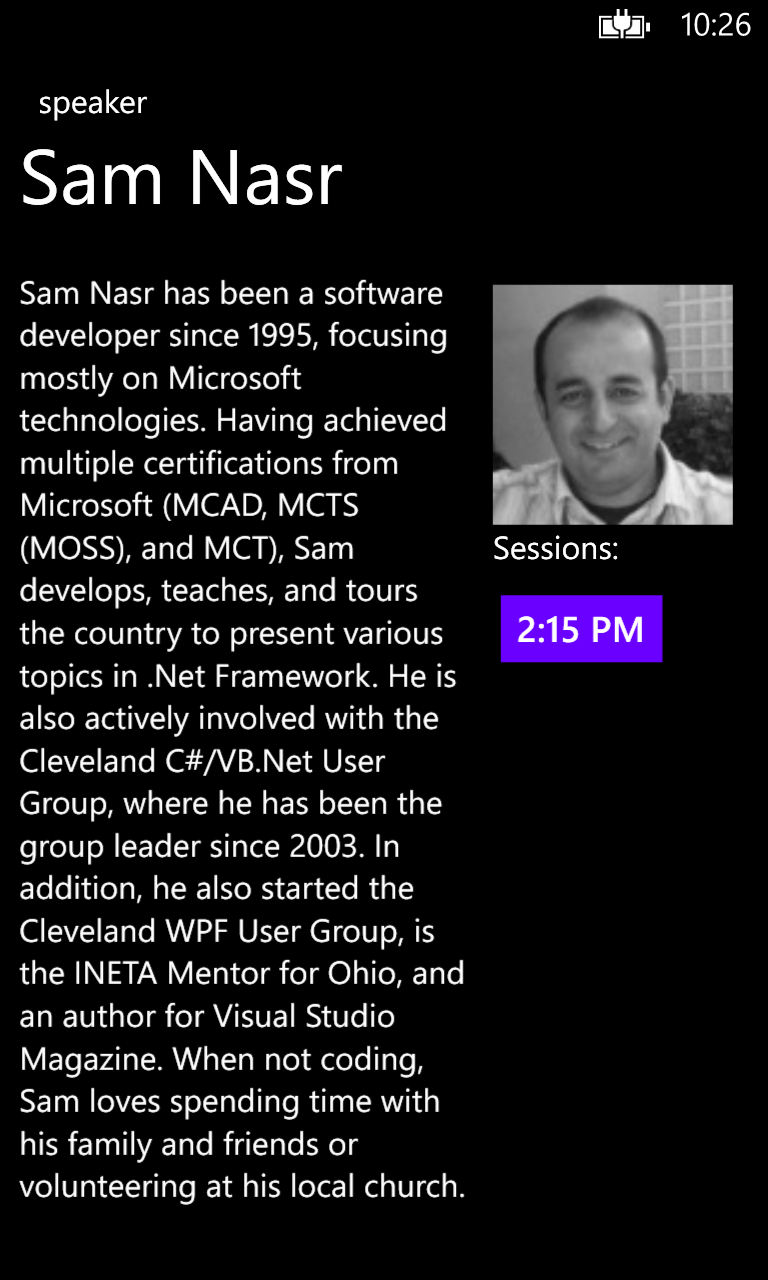 10:26
speaker
Sam Nasr
Sam Nasr has been a software
developer since 1995, focusing
mostly on Microsoft
technologies. Having achieved
multiple certifications from
Microsoft (MCAD, MCTS
(MOSS), and MCT), Sam
develops, teaches, and tours
the country to present various
topics in .Net Framework. He is
also actively involved with the
Cleveland C#/VB.Net User
Group, where he has been the
group leader since 2003. In
addition, he also started the
Cleveland WPF User Group, is
the INETA Mentor for Ohio, and
an author for Visual Studio
Magazine. When not coding,
Sam loves spending time with
his family and friends or
volunteering at his local church.
Sessions:
2:15 PM